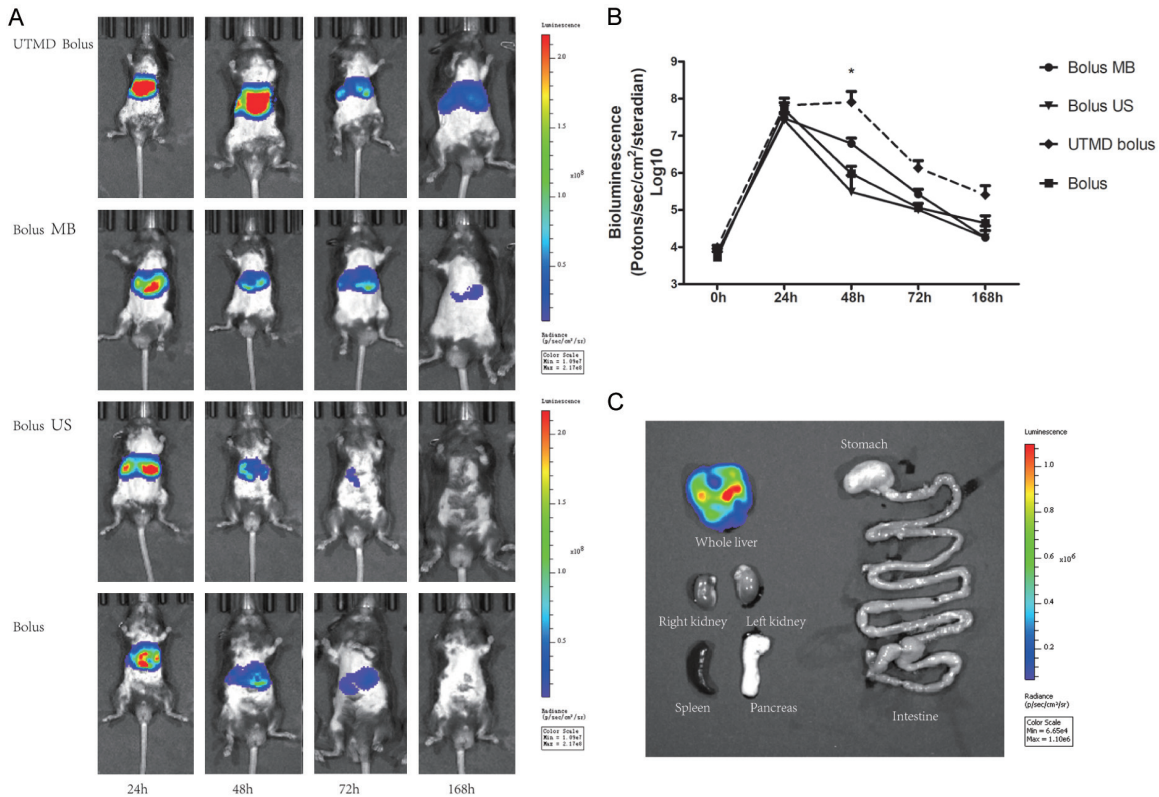 A
UTMD Bolus
Bolus MB
Bolus US
Bolus
24h
48h
72h
168h
Luminescence
2.0
1.5
x10⁸
1.0
0.5
Radiance
(p/sec/cm²/sr)
Color Scale
Min = 1.09e7
Max = 2.17e8
Luminescence
2.0
1.5
x10⁸
1.0
0.5
Radiance
(p/sec/cm²/sr)
Color Scale
Min = 1.09e7
Max = 2.17e8
B
Bioluminescence
(Potons/sec/cm²/steradian)
Log10
9
8
7
6
5
4
3
*
0h
24h
48h
72h
168h
Bolus MB
Bolus US
UTMD bolus
Bolus
C
Stomach
Whole liver
Right kidney
Left kidney
Spleen
Pancreas
Intestine
Luminescence
1.0
0.8
0.6
x10⁶
0.4
0.2
Radiance
(p/sec/cm²/sr)
Color Scale
Min = 6.65e4
Max = 1.10e6